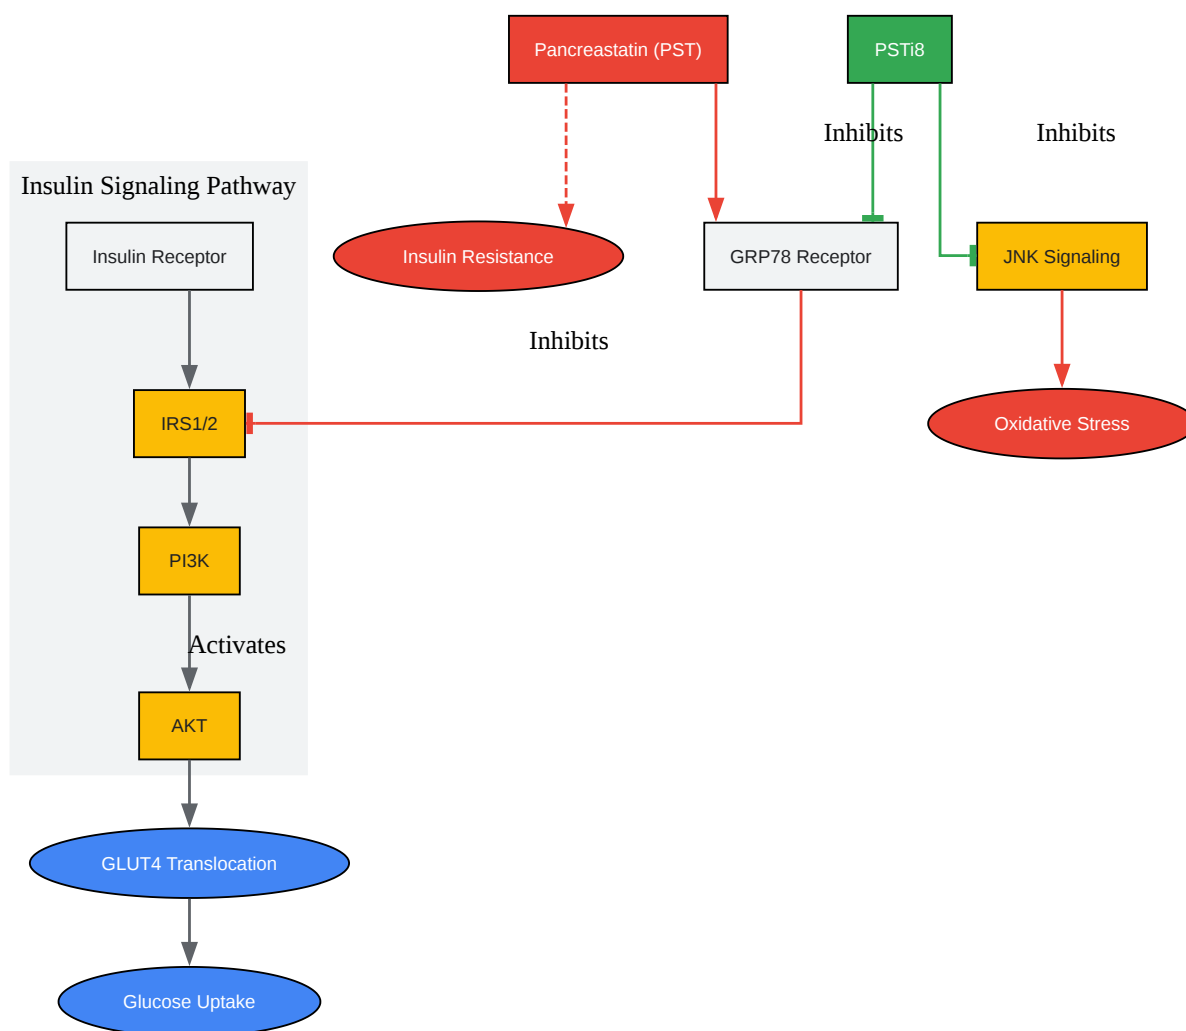 Pancreastatin (PST)
PSTi8
Inhibits
Inhibits
Insulin Signaling Pathway
Insulin Receptor
Insulin Resistance
GRP78 Receptor
JNK Signaling
Inhibits
IRS1/2
Oxidative Stress
PI3K
Activates
AKT
GLUT4 Translocation
Glucose Uptake